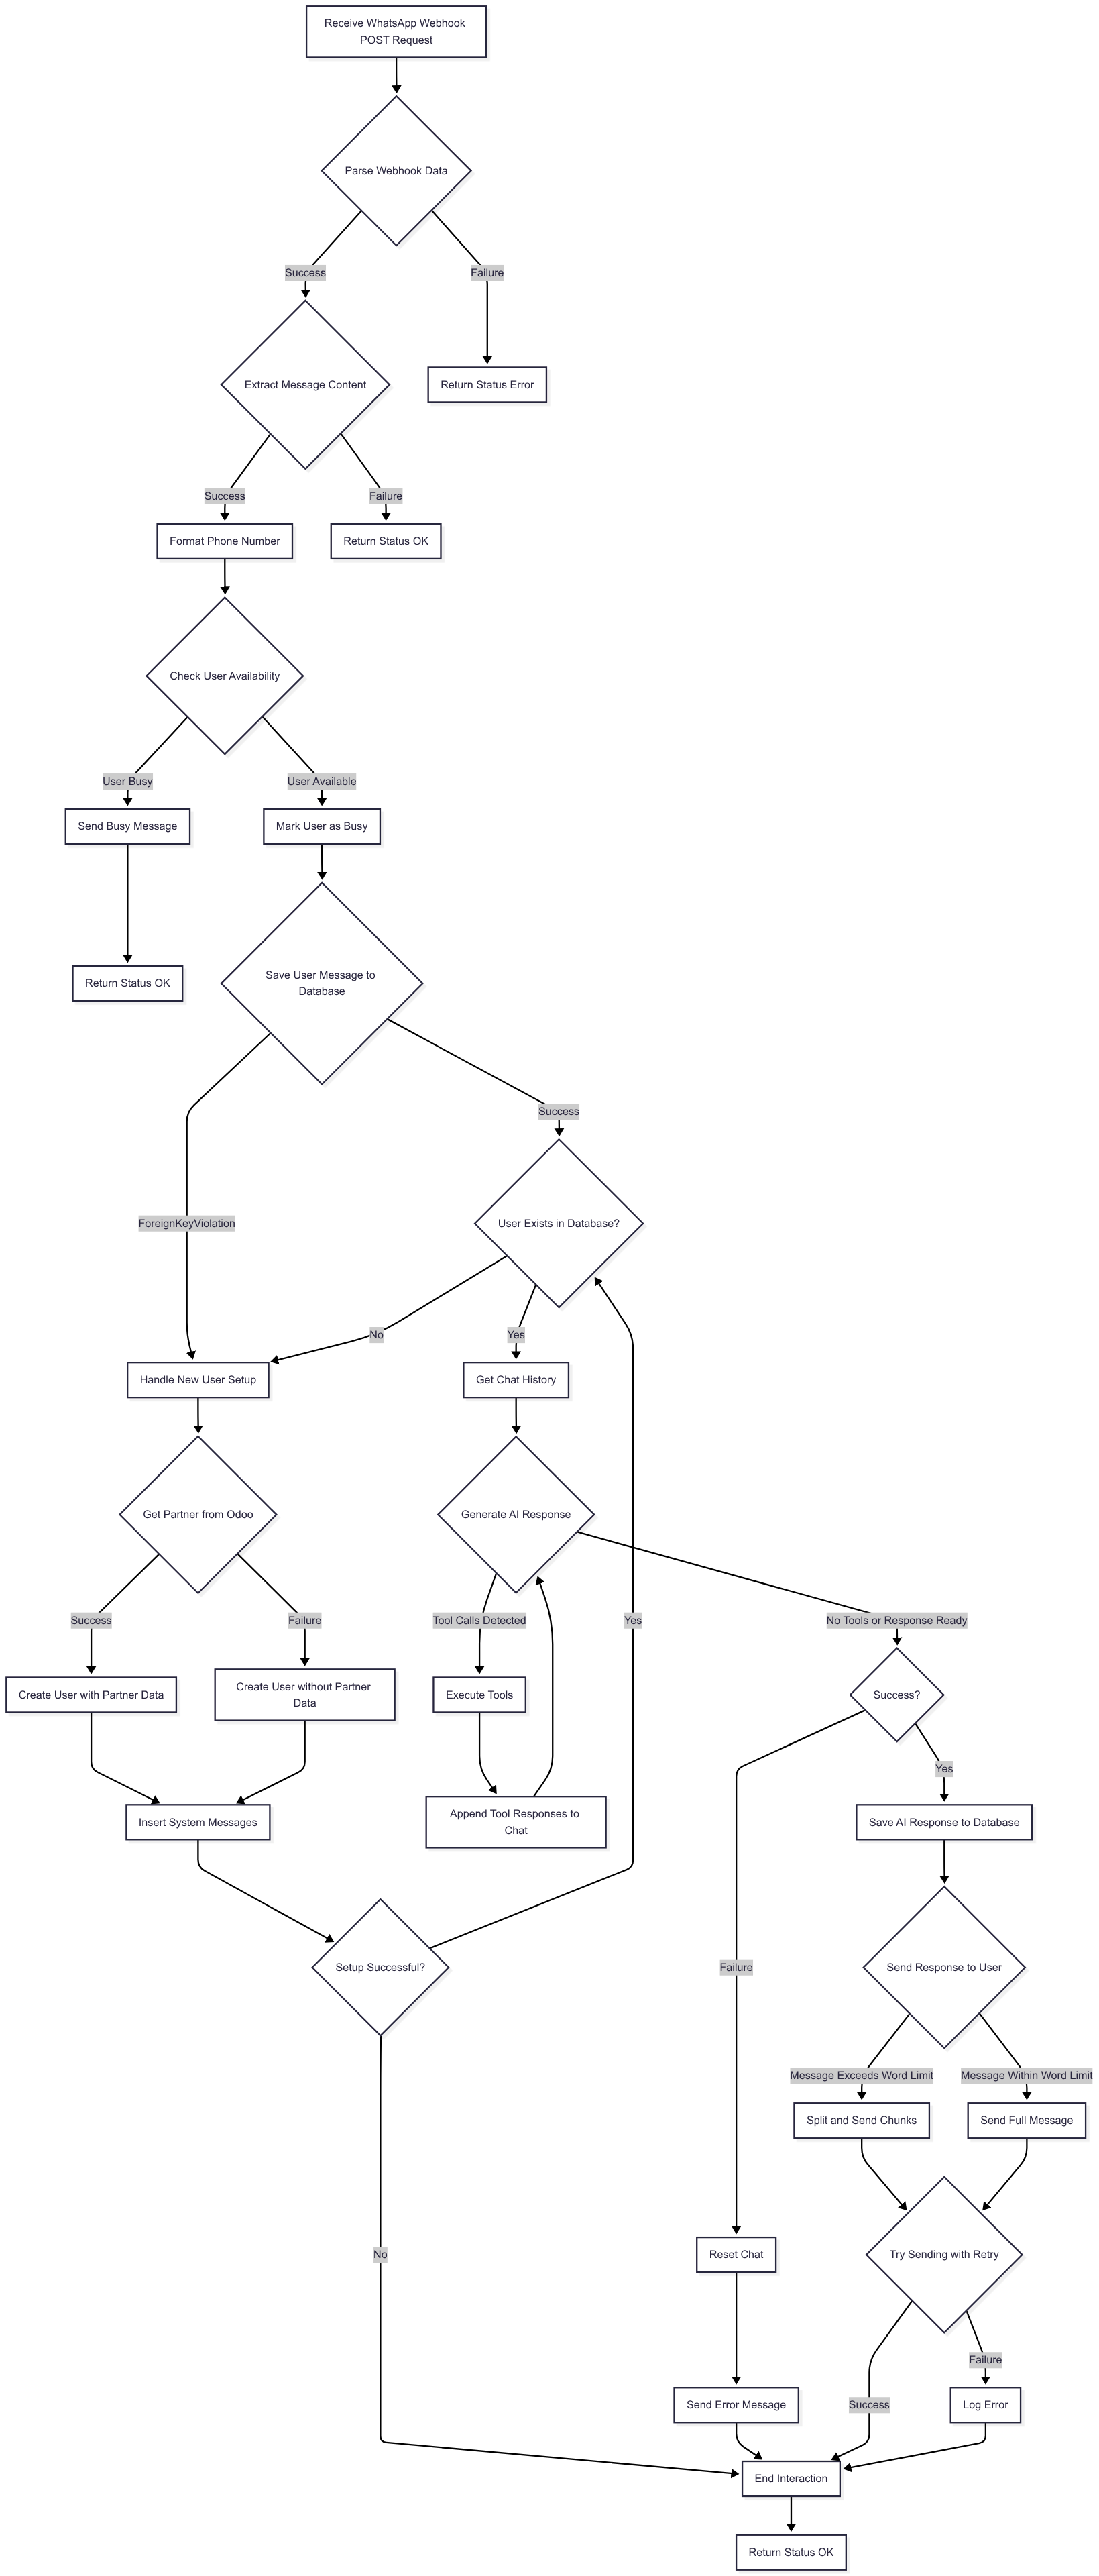 Receive WhatsApp Webhook
POST Request
Parse Webhook Data
Success
Failure
Extract Message Content
Return Status Error
Success
Failure
Format Phone Number
Return Status OK
Check User Availability
User Busy
User Available
Send Busy Message
Mark User as Busy
Save User Message to
Database
Return Status OK
Success
ForeignKeyViolation
User Exists in Database?
No
Yes
Handle New User Setup
Get Chat History
Get Partner from Odoo
Generate AI Response
Success
Failure
Tool Calls Detected
Yes
No Tools or Response Ready
Create User with Partner Data
Create User without Partner
Data
Execute Tools
Success?
Yes
Insert System Messages
Append Tool Responses to
Chat
Save AI Response to Database
Setup Successful?
Failure
Send Response to User
Message Exceeds Word Limit
Message Within Word Limit
Split and Send Chunks
Send Full Message
No
Reset Chat
Try Sending with Retry
Failure
Send Error Message
Success
Log Error
End Interaction
Return Status OK